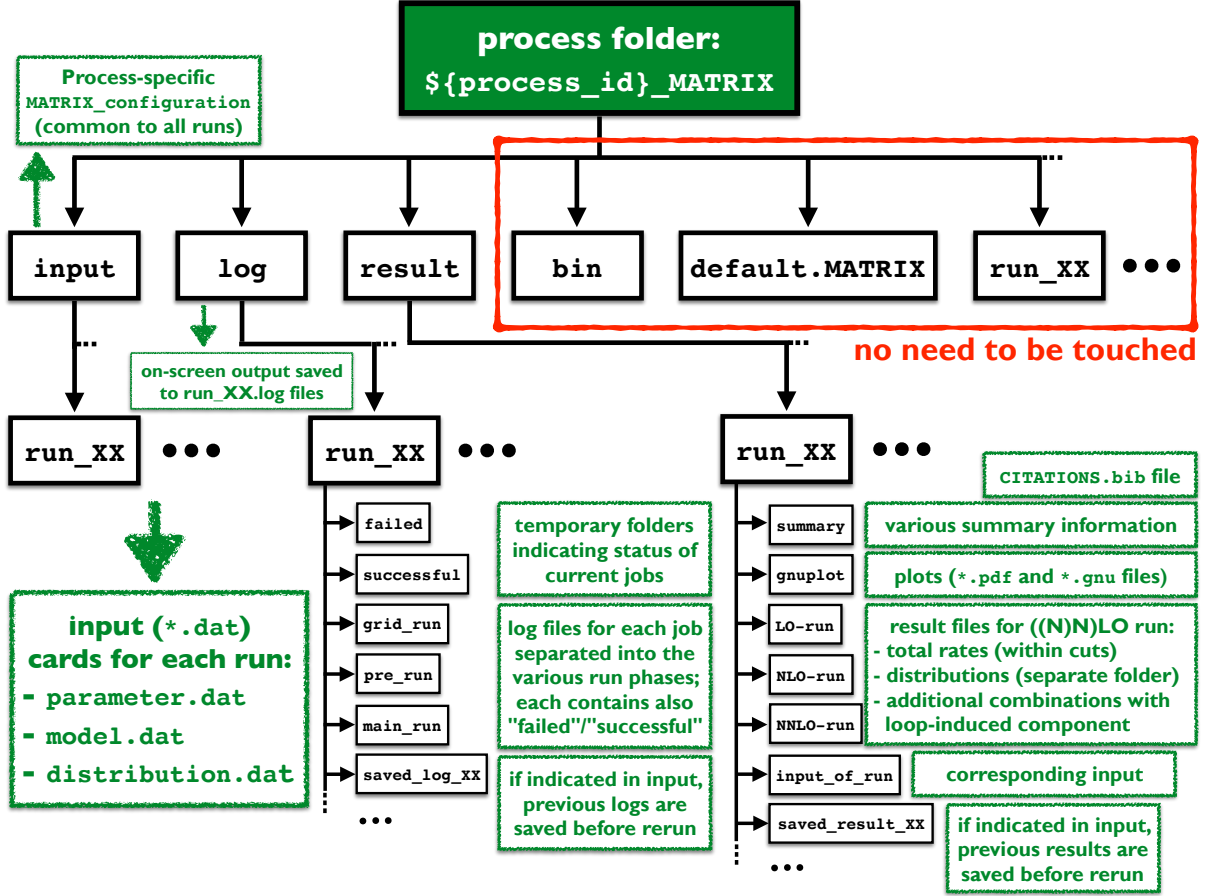 process folder:
${process_id}_MATRIX
Process-specific
MATRIX_configuration
(common to all runs)
input
log
result
bin
default.MATRIX
run_XX
•••
no need to be touched
on-screen output saved
to run_XX.log files
run_XX
•••
run_XX
•••
run_XX
•••
CITATIONS.bib file
input (*.dat)
cards for each run:
- parameter.dat
- model.dat
- distribution.dat
failed
successful
grid_run
pre_run
main_run
saved_log_XX
•••
temporary folders
indicating status of
current jobs
log files for each job
separated into the
various run phases;
each contains also
"failed"/"successful"
if indicated in input,
previous logs are
saved before rerun
summary
gnuplot
LO-run
NLO-run
NNLO-run
input_of_run
saved_result_XX
•••
various summary information
plots (*.pdf and *.gnu files)
result files for ((N)N)LO run:
- total rates (within cuts)
- distributions (separate folder)
- additional combinations with
loop-induced component
corresponding input
if indicated in input,
previous results are
saved before rerun